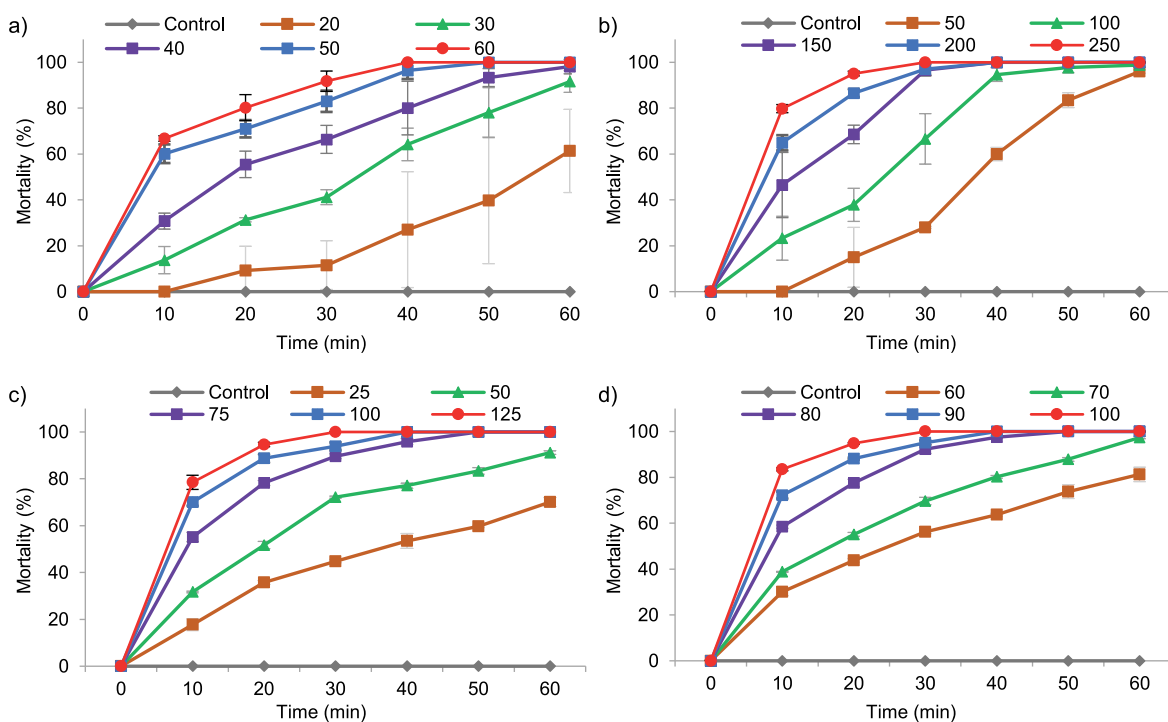 a)
Control 20 30
40 50 60
Mortality (%)
100
80
60
40
20
0
0 10 20 30 40 50 60
Time (min)
b)
Control 50 100
150 200 250
Mortality (%)
100
80
60
40
20
0
0 10 20 30 40 50 60
Time (min)
c)
Control 25 50
75 100 125
Mortality (%)
100
80
60
40
20
0
0 10 20 30 40 50 60
Time (min)
d)
Control 60 70
80 90 100
Mortality (%)
100
80
60
40
20
0
0 10 20 30 40 50 60
Time (min)